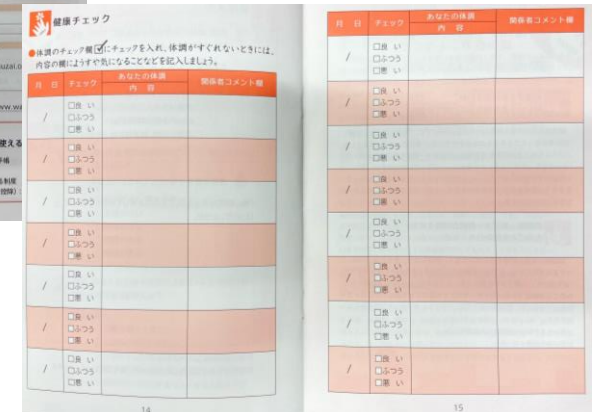 健康チェック
●体調のチェック欄☑にチェックを入れ、体調がすぐれないときには、
内容の欄にようすや気になることなどを記入しましょう。
月 日 チェック あなたの体調 関係者コメント欄
内 容
/ □良 い
□ふつう
□悪 い
/ □良 い
□ふつう
□悪 い
/ □良 い
□ふつう
□悪 い
/ □良 い
□ふつう
□悪 い
/ □良 い
□ふつう
□悪 い
/ □良 い
□ふつう
□悪 い
/ □良 い
□ふつう
□悪 い
14
月 日 チェック あなたの体調 関係者コメント欄
内 容
/ □良 い
□ふつう
□悪 い
/ □良 い
□ふつう
□悪 い
/ □良 い
□ふつう
□悪 い
/ □良 い
□ふつう
□悪 い
/ □良 い
□ふつう
□悪 い
/ □良 い
□ふつう
□悪 い
/ □良 い
□ふつう
□悪 い
/ □良 い
□ふつう
□悪 い
15